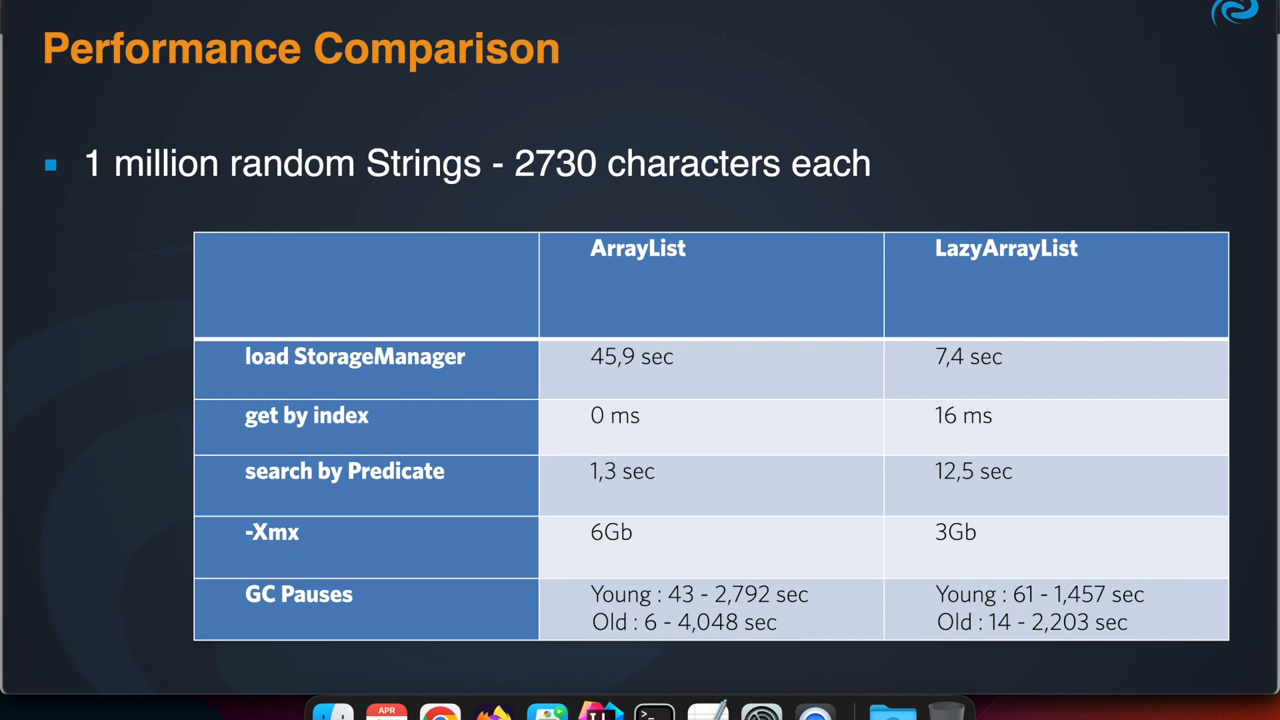 Performance Comparison
1 million random Strings - 2730 characters each
ArrayList LazyArrayList
load StorageManager 45,9 sec 7,4 sec
get by index 0 ms 16 ms
search by Predicate 1,3 sec 12,5 sec
-Xmx 6Gb 3Gb
GC Pauses Young : 43 - 2,792 sec Young : 61 - 1,457 sec
Old : 6 - 4,048 sec Old : 14 - 2,203 sec
APR